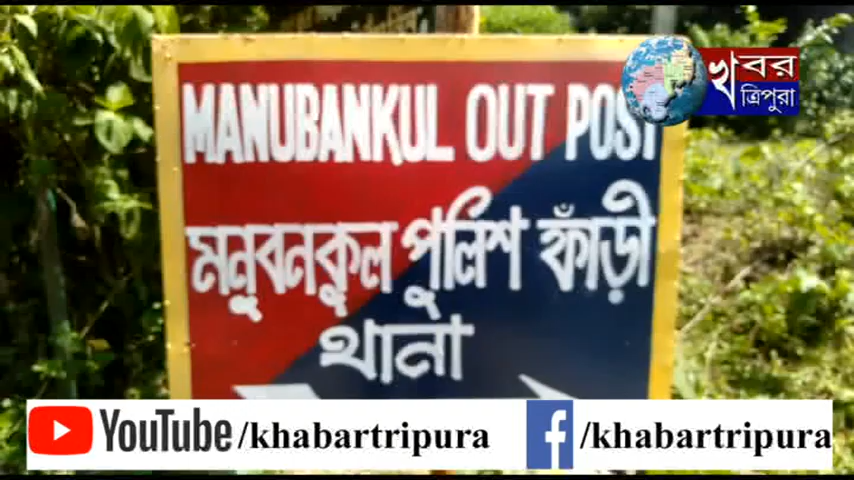 খবর
ত্রিপুরা
MANUBANKUL OUT POST
মনুবনকুল পুলিশ ফাঁড়ী
থানা
YouTube/khabartripura
f/khabartripura